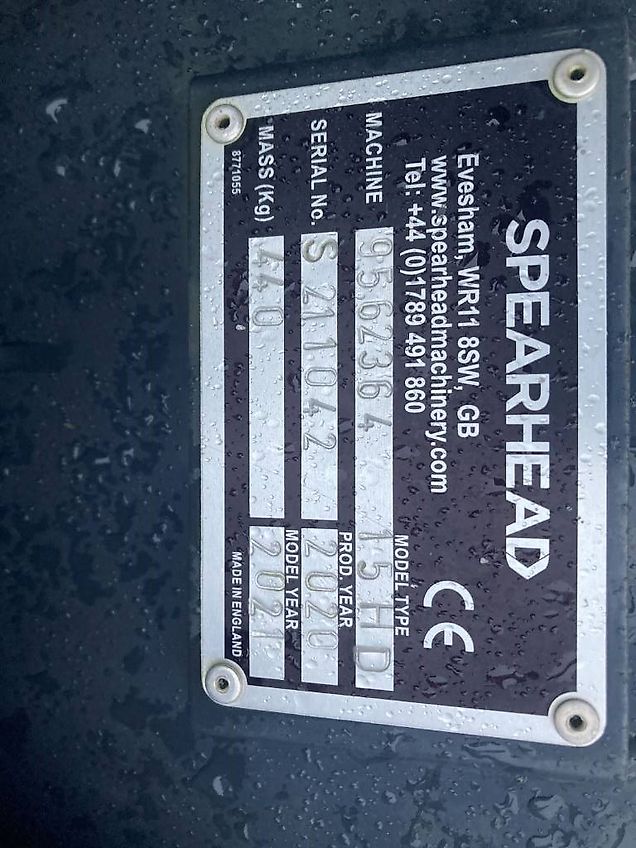 SPEARHEAD
Evesham, WR11 8SW, GB
www.spearheadmachinery.com
Tel: +44 (0)1789 491 860
CE
MODEL TYPE
MACHINE 9562364 15HD
PROD. YEAR
SERIAL No. S 211042 2020
MODEL YEAR
MASS (Kg) 440 2021
8771055 MADE IN ENGLAND